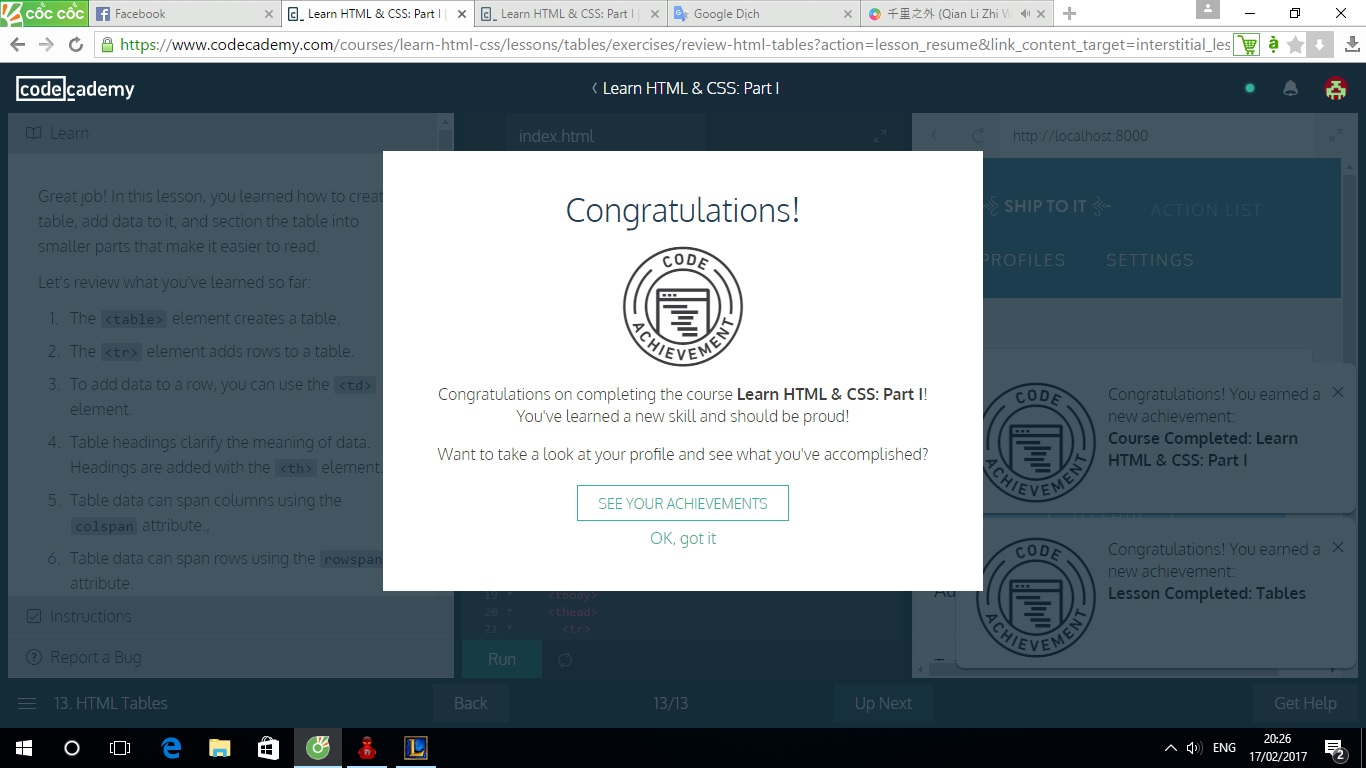 cốc cốc
Facebook
Learn HTML & CSS: Part I |
Learn HTML & CSS: Part I |
Google Dịch
千里之外 (Qian Li Zhi W
https://www.codecademy.com/courses/learn-html-css/lessons/tables/exercises/review-html-tables?action=lesson_resume&link_content_target=interstitial_les
à
codecademy
Learn HTML & CSS: Part I
Learn
index.html
http://localhost:8000
Great job! In this lesson, you learned how to creat
table, add data to it, and section the table into
smaller parts that make it easier to read.
Let's review what you've learned so far:
1. The <table> element creates a table.
2. The <tr> element adds rows to a table.
3. To add data to a row, you can use the <td>
element.
4. Table headings clarify the meaning of data.
Headings are added with the <th> element.
5. Table data can span columns using the
colspan attribute.,
6. Table data can span rows using the rowspan
attribute.
Instructions
Report a Bug
Congratulations!
CODE
ACHIEVEMENT
Congratulations on completing the course Learn HTML & CSS: Part I!
You've learned a new skill and should be proud!
Want to take a look at your profile and see what you've accomplished?
SEE YOUR ACHIEVEMENTS
OK, got it
19 <tbody>
20 <thead>
<tr>
Run
SHIP TO IT
ACTION LIST
PROFILES
SETTINGS
CODE
ACHIEVEMENT
Congratulations! You earned a
new achievement:
Course Completed: Learn
HTML & CSS: Part I
CODE
ACHIEVEMENT
Congratulations! You earned a
new achievement:
Lesson Completed: Tables
13. HTML Tables
Back
13/13
Up Next
Get Help
ENG
20:26
17/02/2017
2